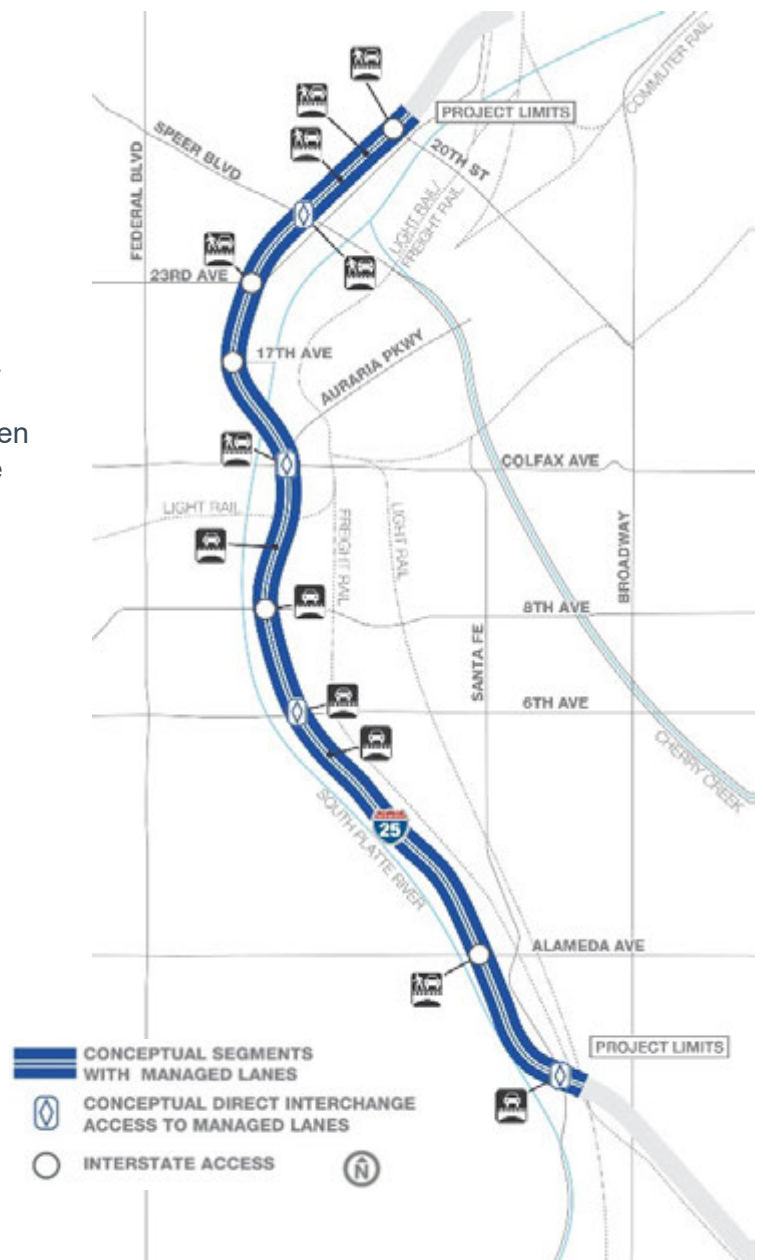 COMMUTER RAIL
PROJECT LIMITS
SPEER BLVD
20TH ST
FEDERAL BLVD
LIGHT RAIL/
FREIGHT RAIL
23RD AVE
17TH AVE
AURARIA PKWY
en
COLFAX AVE
LIGHT RAIL
FREIGHT RAIL
LIGHT RAIL
BROADWAY
8TH AVE
SANTA FE
6TH AVE
CHERRY CREEK
25
SOUTH PLATTE RIVER
ALAMEDA AVE
PROJECT LIMITS
CONCEPTUAL SEGMENTS
WITH MANAGED LANES
CONCEPTUAL DIRECT INTERCHANGE
ACCESS TO MANAGED LANES
INTERSTATE ACCESS
N